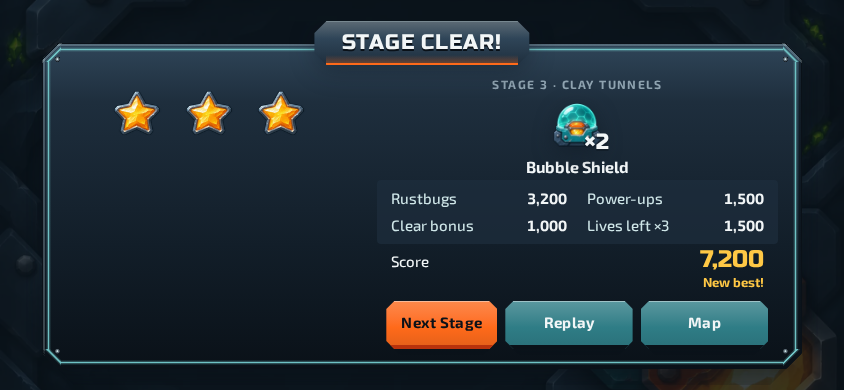 STAGE CLEAR!
STAGE 3 · CLAY TUNNELS
×2
Bubble Shield
Rustbugs 3,200 Power-ups 1,500
Clear bonus 1,000 Lives left ×3 1,500
Score 7,200
New best!
Next Stage Replay Map